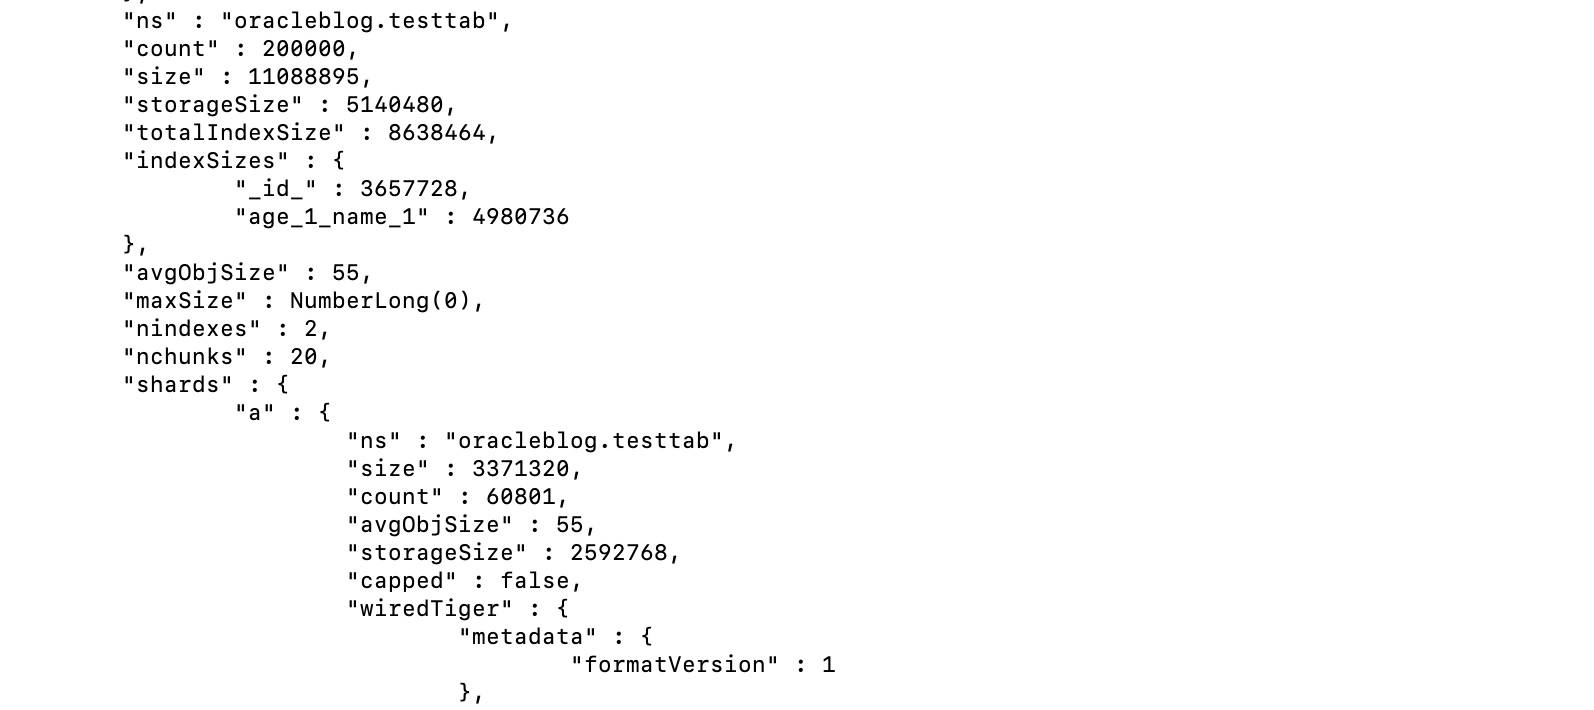 },
"ns" : "oracleblog.testtab",
"count" : 200000,
"size" : 11088895,
"storageSize" : 5140480,
"totalIndexSize" : 8638464,
"indexSizes" : {
"_id_" : 3657728,
"age_1_name_1" : 4980736
},
"avgObjSize" : 55,
"maxSize" : NumberLong(0),
"nindexes" : 2,
"nchunks" : 20,
"shards" : {
"a" : {
"ns" : "oracleblog.testtab",
"size" : 3371320,
"count" : 60801,
"avgObjSize" : 55,
"storageSize" : 2592768,
"capped" : false,
"wiredTiger" : {
"metadata" : {
"formatVersion" : 1
},